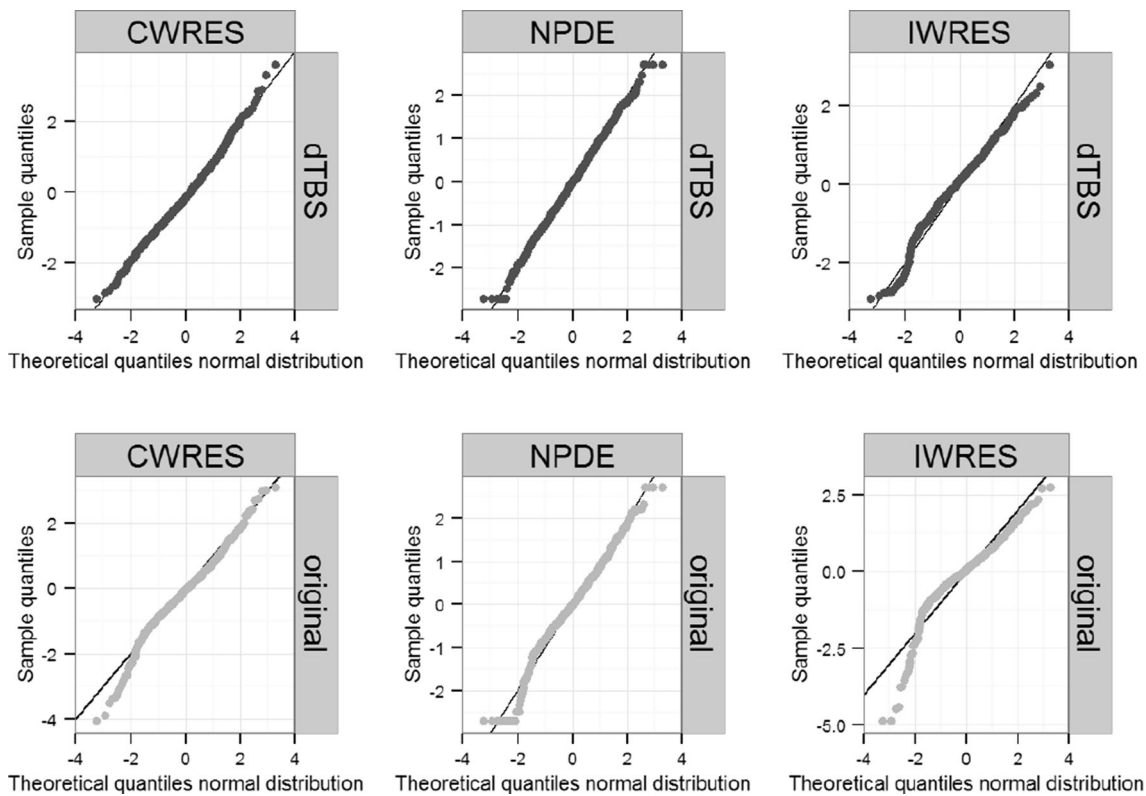 CWRES
NPDE
IWRES
Sample quantiles
2
0
-2
dTBS
Sample quantiles
2
1
0
-1
-2
dTBS
Sample quantiles
2
0
-2
dTBS
-4 -2 0 2 4
-4 -2 0 2 4
-4 -2 0 2 4
Theoretical quantiles normal distribution
Theoretical quantiles normal distribution
Theoretical quantiles normal distribution
CWRES
NPDE
IWRES
Sample quantiles
2
0
-2
-4
original
Sample quantiles
2
1
0
-1
-2
original
Sample quantiles
2.5
0.0
-2.5
-5.0
original
-4 -2 0 2 4
-4 -2 0 2 4
-4 -2 0 2 4
Theoretical quantiles normal distribution
Theoretical quantiles normal distribution
Theoretical quantiles normal distribution